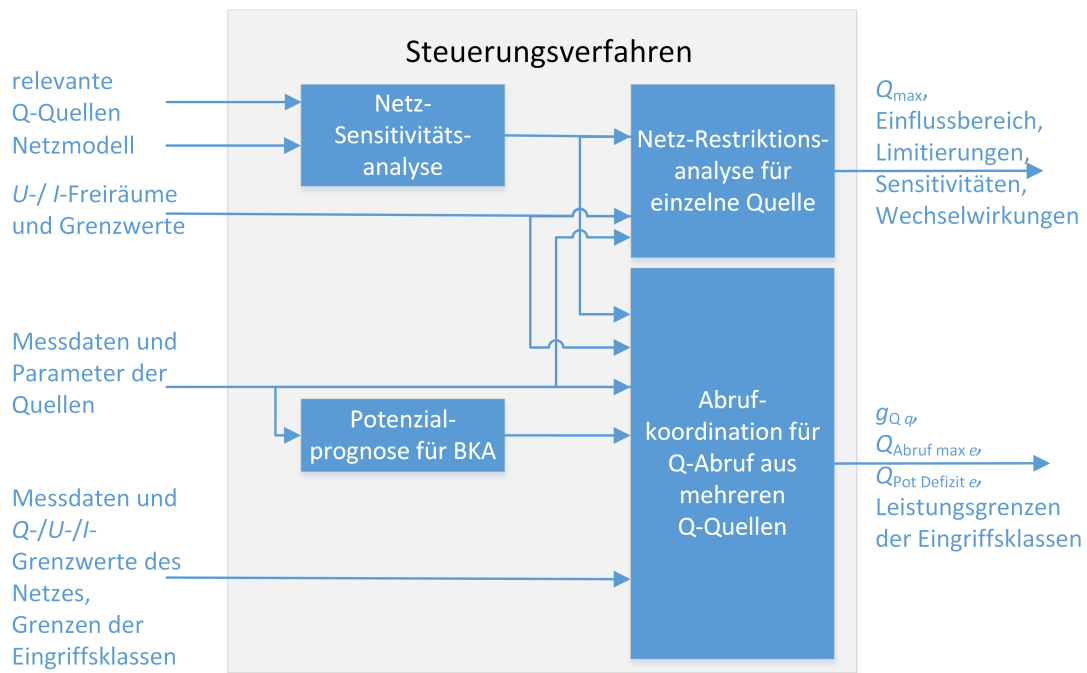 Steuerungsverfahren
relevante
Q-Quellen
Netzmodell
U-/ I-Freiräume
und Grenzwerte
Messdaten und
Parameter der
Quellen
Messdaten und
Q-/U-/I-
Grenzwerte des
Netzes,
Grenzen der
Eingriffsklassen
Netz-
Sensitivitäts-
analyse
Potenzial-
prognose für BKA
Netz-Restriktions-
analyse für
einzelne Quelle
Abruf-
koordination für
Q-Abruf aus
mehreren
Q-Quellen
Qmax,
Einflussbereich,
Limitierungen,
Sensitivitäten,
Wechselwirkungen
gQ q,
QAbruf max e,
QPot Defizit e,
Leistungsgrenzen
der Eingriffsklassen